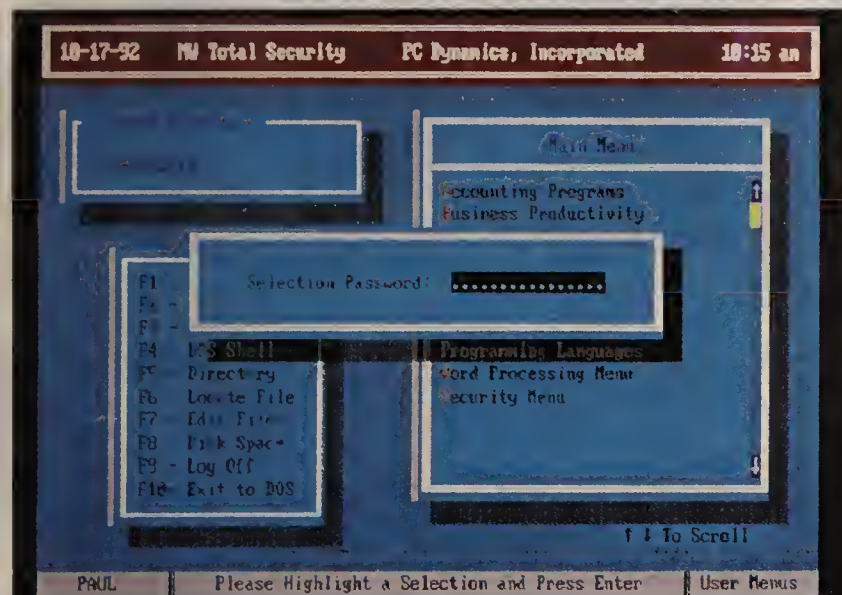 10-17-92 MW Total Security PC Dynamics, Incorporated 10:15 am
Main Menu
Accounting Programs
Business Productivity
Selection Password:
F1
F4 DOS Shell
F5 - Directory
F6 - Locate File
F7 - Edit File
F8 - Disk Space
F9 - Log Off
F10 - Exit to DOS
Programming Languages
Word Processing Menu
Security Menu
↑ ↓ To Scroll
PAUL Please Highlight a Selection and Press Enter User Menus